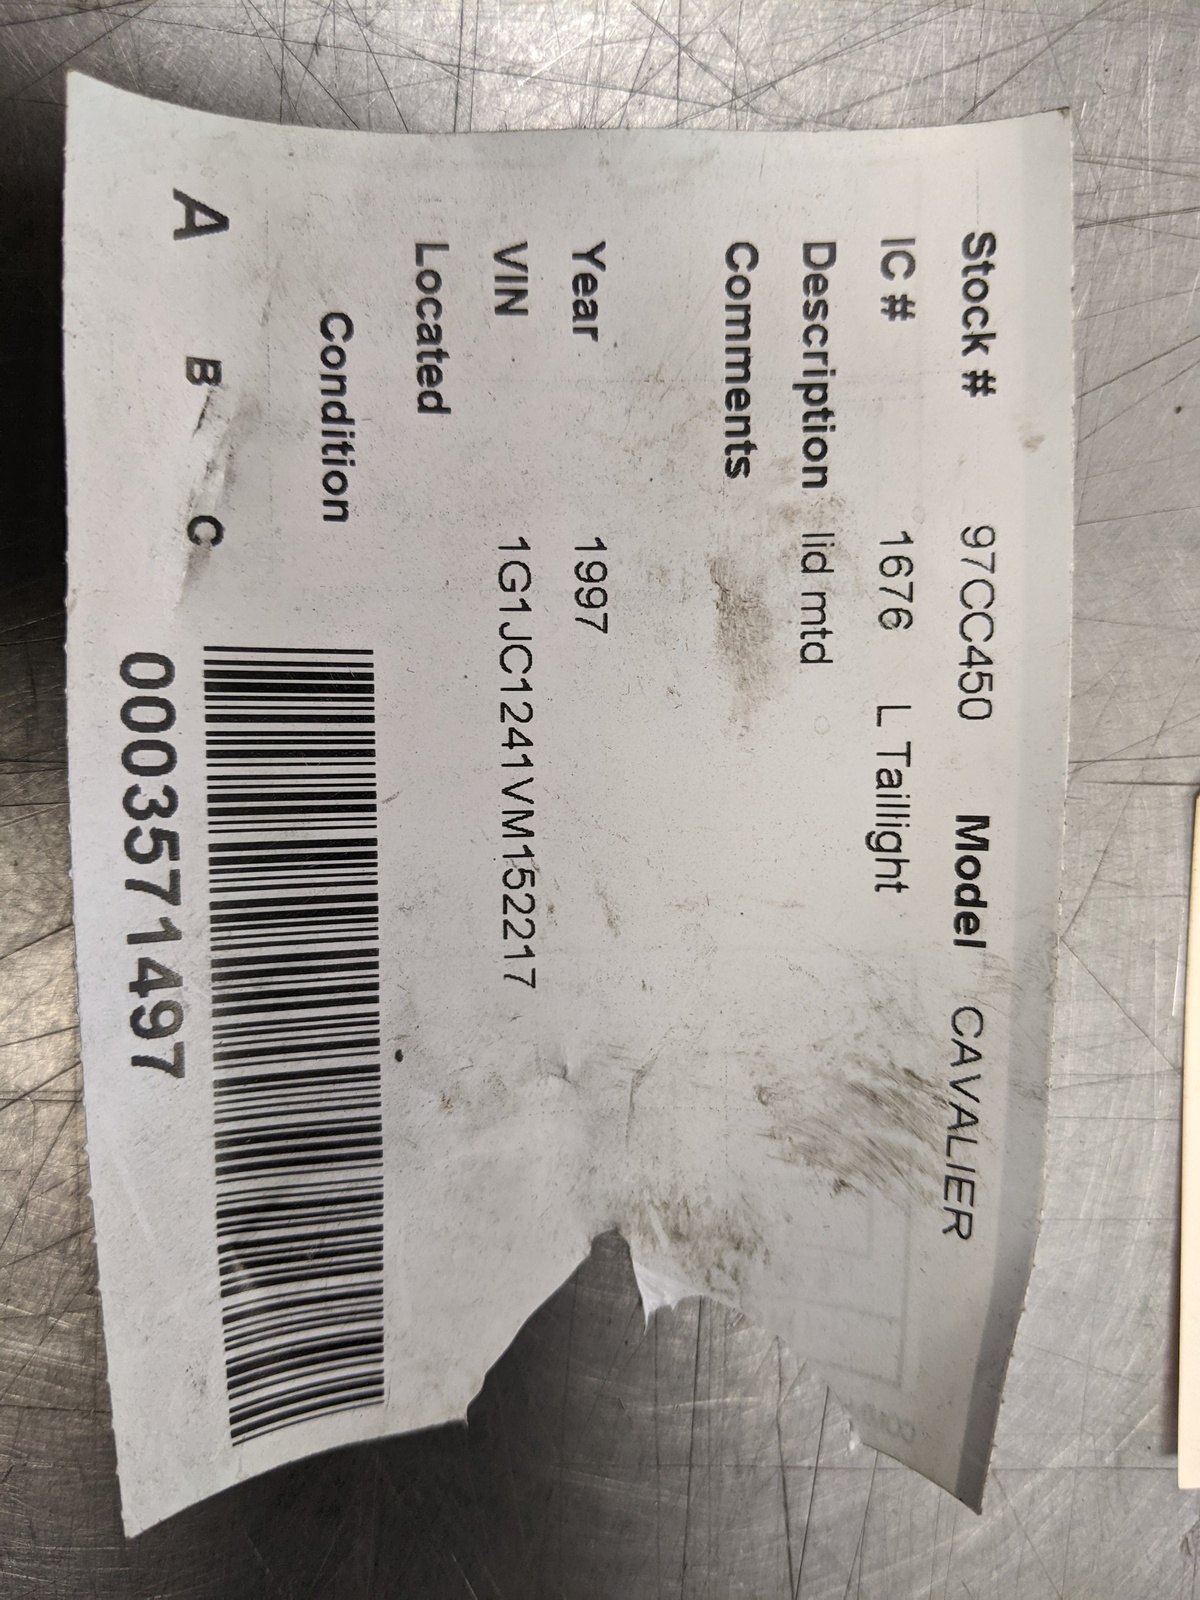 Stock # 97CC450 Model CAVALIER
IC # 1676 L Taillight
Description lid mtd
Comments
Year 1997
VIN 1G1JC1241VM152217
Located
Condition
A B C
0003571497